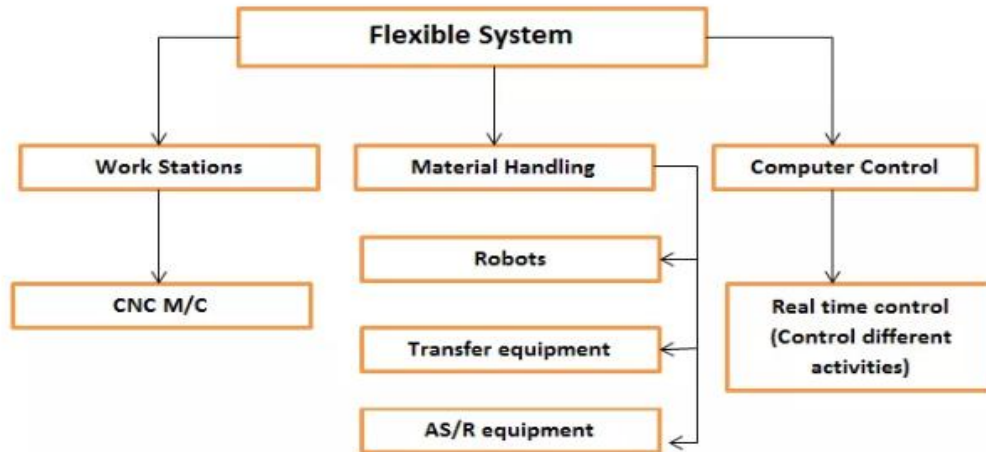 Flexible System
Work Stations
Material Handling
Computer Control
Robots
CNC M/C
Real time control
(Control different
activities)
Transfer equipment
AS/R equipment